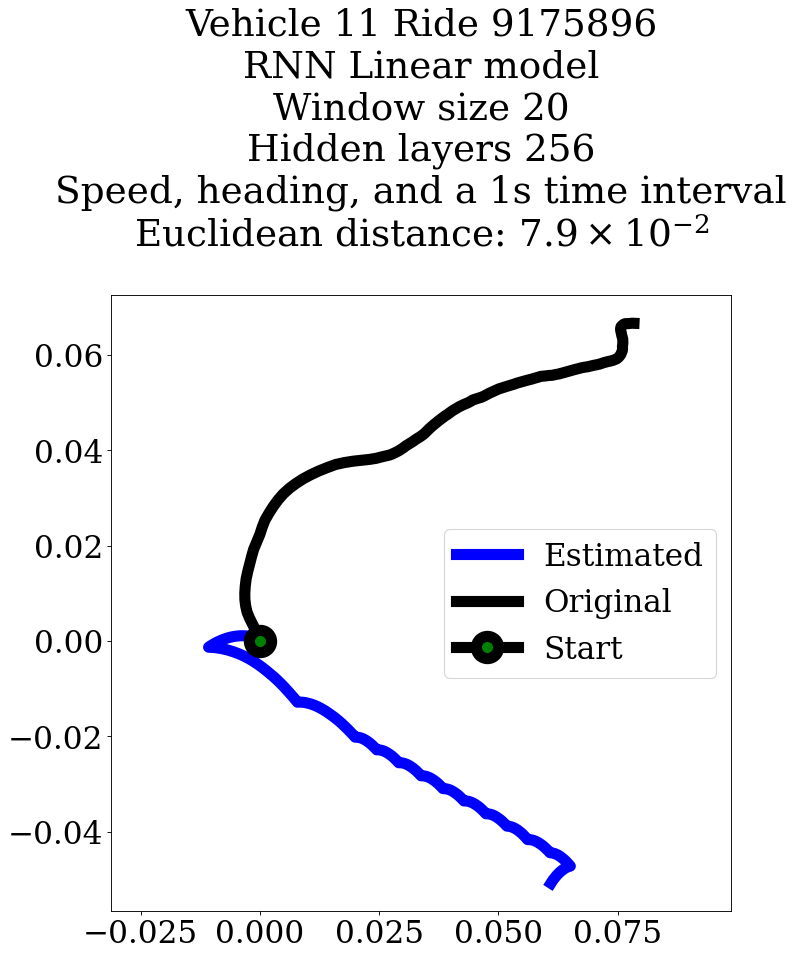 Vehicle 11 Ride 9175896
RNN Linear model
Window size 20
Hidden layers 256
Speed, heading, and a 1s time interval
Euclidean distance: 7.9 × 10⁻²
0.06
0.04
0.02
0.00
−0.02
−0.04
Estimated
Original
Start
−0.025 0.000 0.025 0.050 0.075